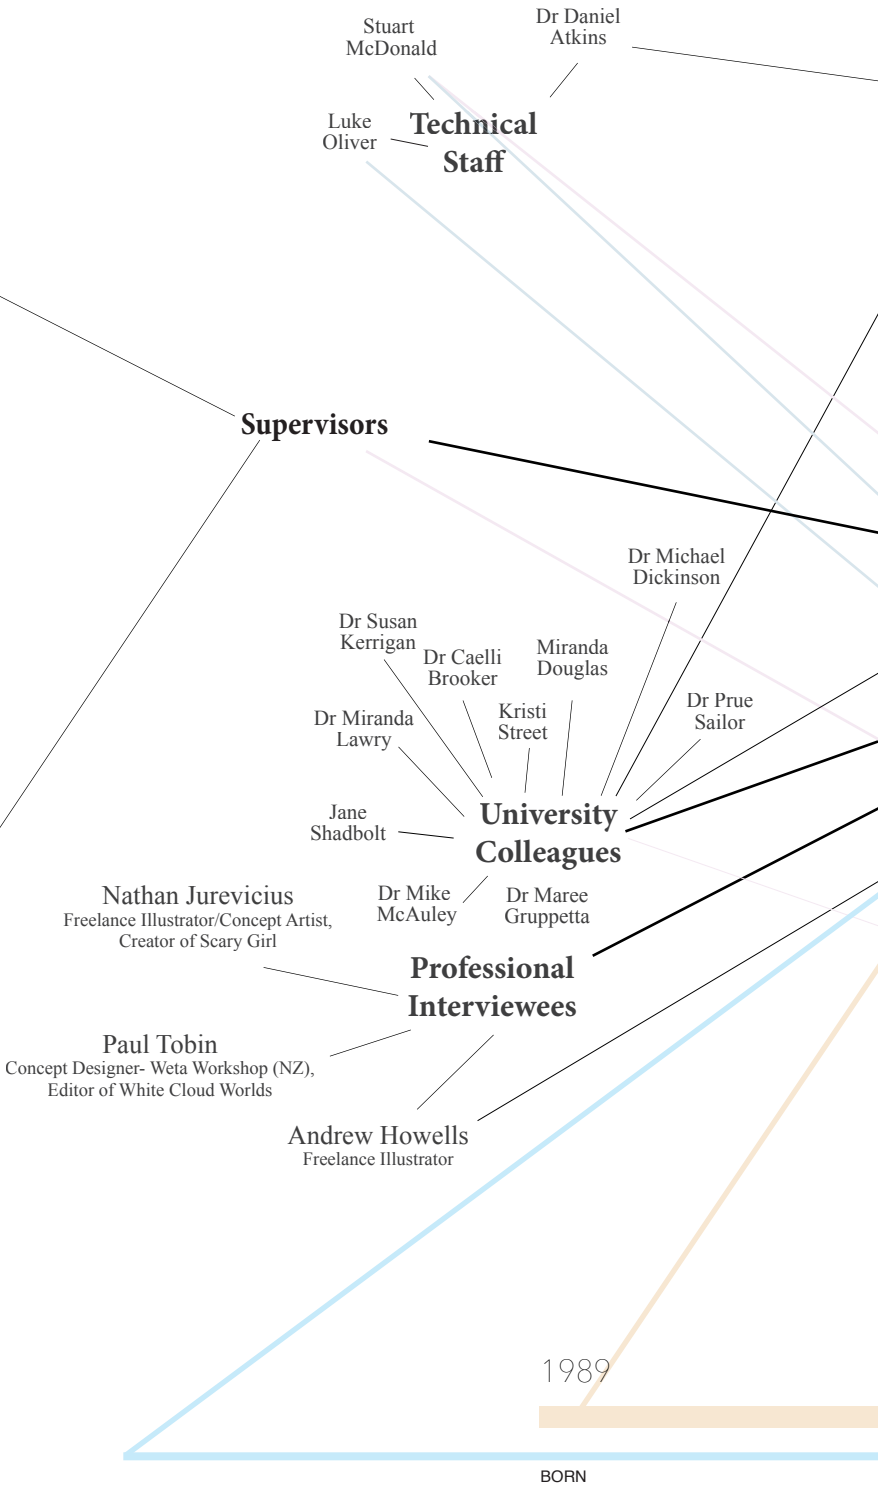 Stuart
McDonald
Dr Daniel
Atkins
Luke
Oliver
Technical
Staff
Supervisors
Dr Michael
Dickinson
Dr Susan
Kerrigan
Dr Caelli
Brooker
Miranda
Douglas
Dr Miranda
Lawry
Kristi
Street
Dr Prue
Sailor
Jane
Shadbolt
University
Colleagues
Dr Mike
McAuley
Dr Maree
Gruppetta
Nathan Jurevicius
Freelance Illustrator/Concept Artist,
Creator of Scary Girl
Professional
Interviewees
Paul Tobin
Concept Designer- Weta Workshop (NZ),
Editor of White Cloud Worlds
Andrew Howells
Freelance Illustrator
1989
BORN